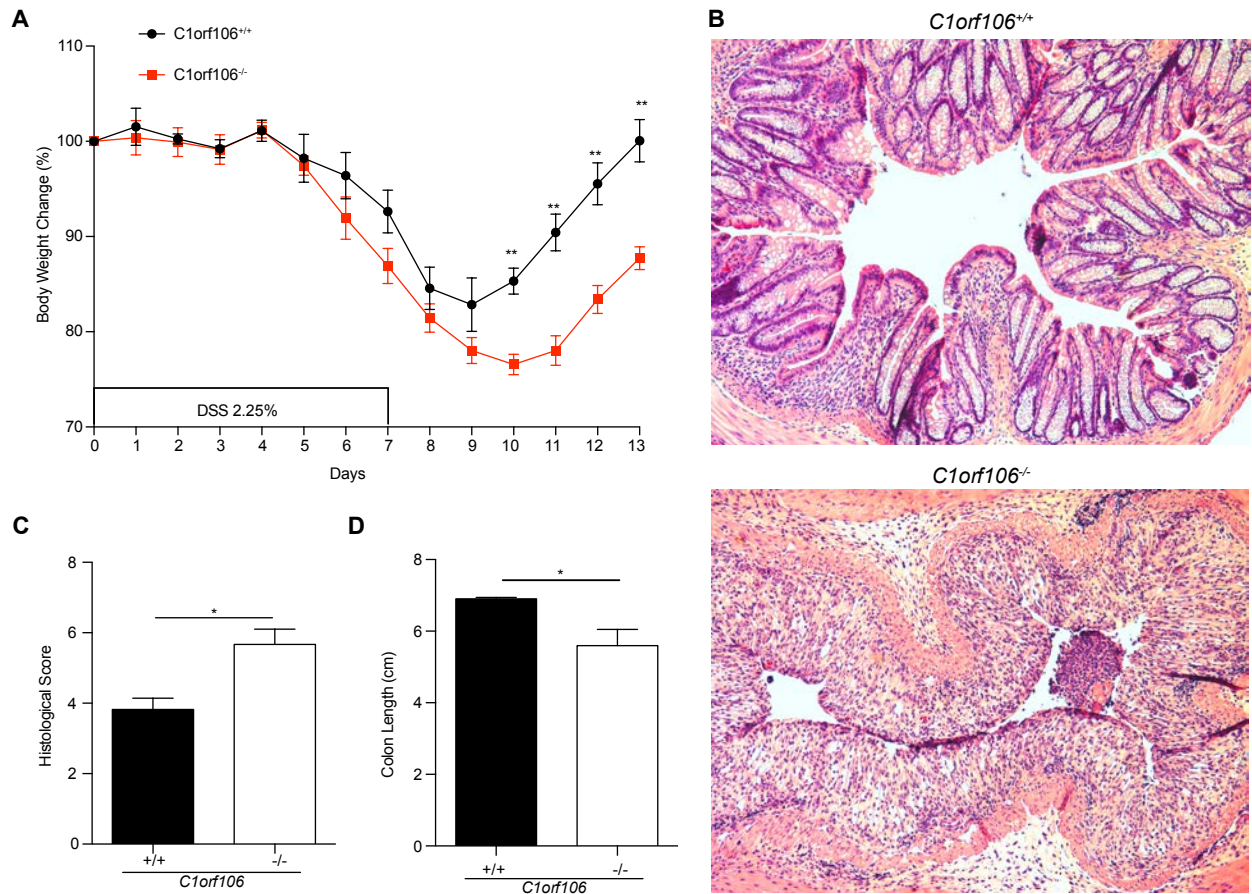 A
C1orf106+/+
C1orf106-/-
110
100
90
80
70
Body Weight Change (%)
** ** ** **
DSS 2.25%
0 1 2 3 4 5 6 7 8 9 10 11 12 13
Days
B
C1orf106+/+
C1orf106-/-
C
8
6
4
2
0
Histological Score
*
+/+ -/-
C1orf106
D
8
6
4
2
0
Colon Length (cm)
*
+/+ -/-
C1orf106